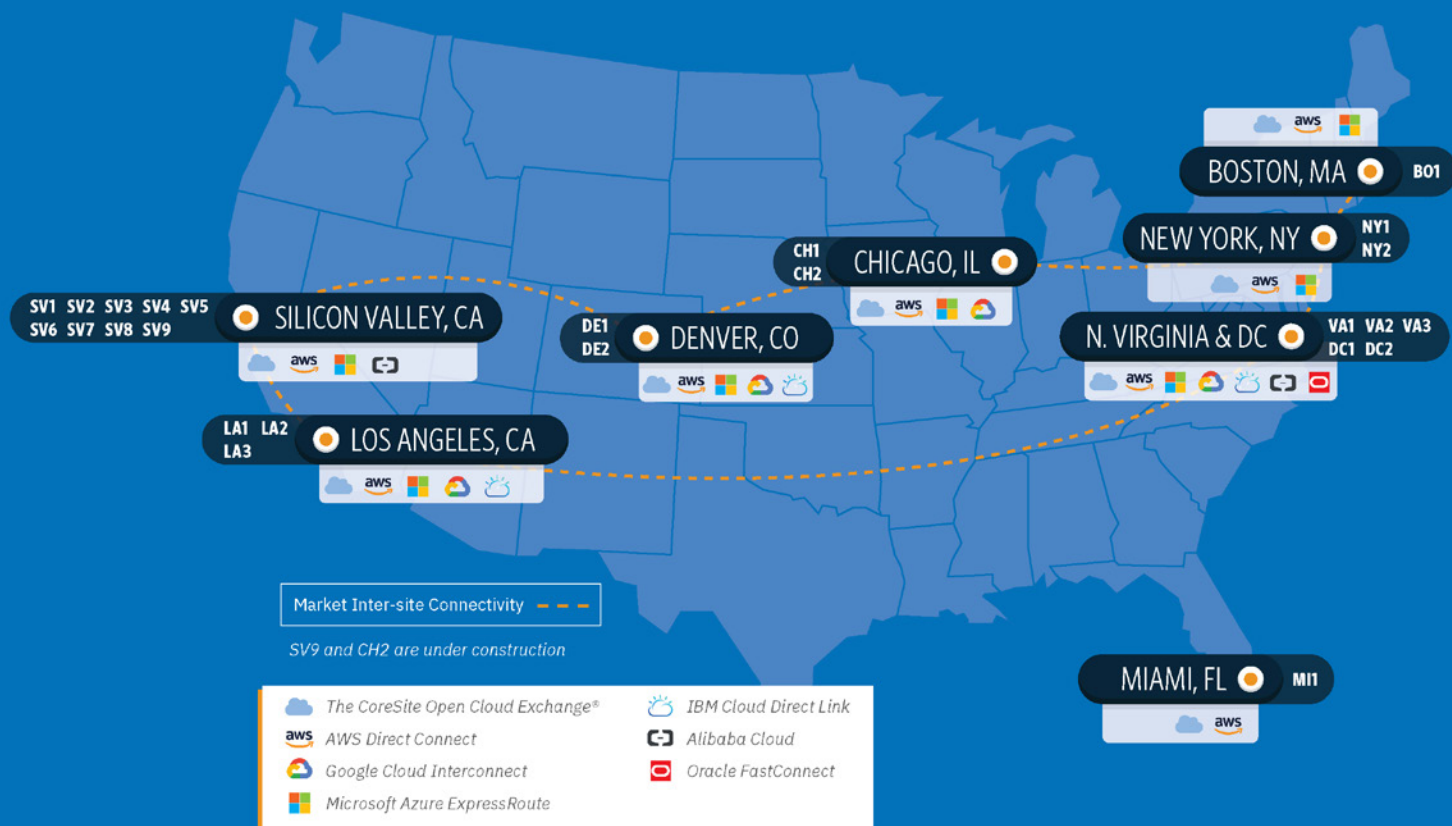 aws
BOSTON, MA
BO1
NEW YORK, NY
NY1
NY2
aws
CH1
CH2
CHICAGO, IL
aws
SV1 SV2 SV3 SV4 SV5
SV6 SV7 SV8 SV9
SILICON VALLEY, CA
aws
DE1
DE2
DENVER, CO
aws
N. VIRGINIA & DC
VA1 VA2 VA3
DC1 DC2
aws
LA1 LA2
LA3
LOS ANGELES, CA
aws
Market Inter-site Connectivity
SV9 and CH2 are under construction
MIAMI, FL
MI1
aws
The CoreSite Open Cloud Exchange®
aws AWS Direct Connect
Google Cloud Interconnect
Microsoft Azure ExpressRoute
IBM Cloud Direct Link
Alibaba Cloud
Oracle FastConnect